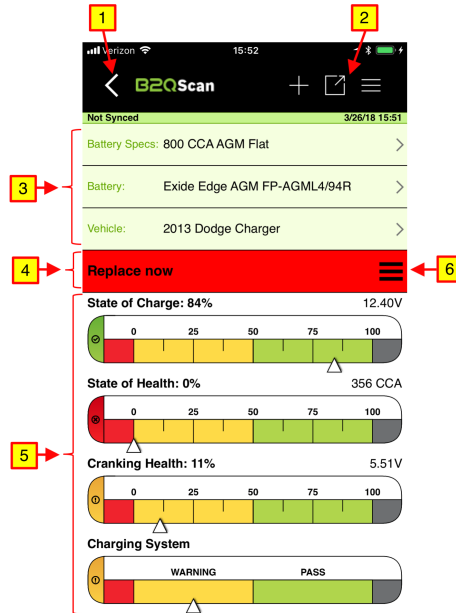 1
2
Verizon
15:52
B2QScan
Not Synced
3/26/18 15:51
Battery Specs: 800 CCA AGM Flat
Battery: Exide Edge AGM FP-AGML4/94R
3
Vehicle: 2013 Dodge Charger
4
Replace now
6
State of Charge: 84% 12.40V
0 25 50 75 100
State of Health: 0% 356 CCA
0 25 50 75 100
5
Cranking Health: 11% 5.51V
0 25 50 75 100
Charging System
WARNING PASS